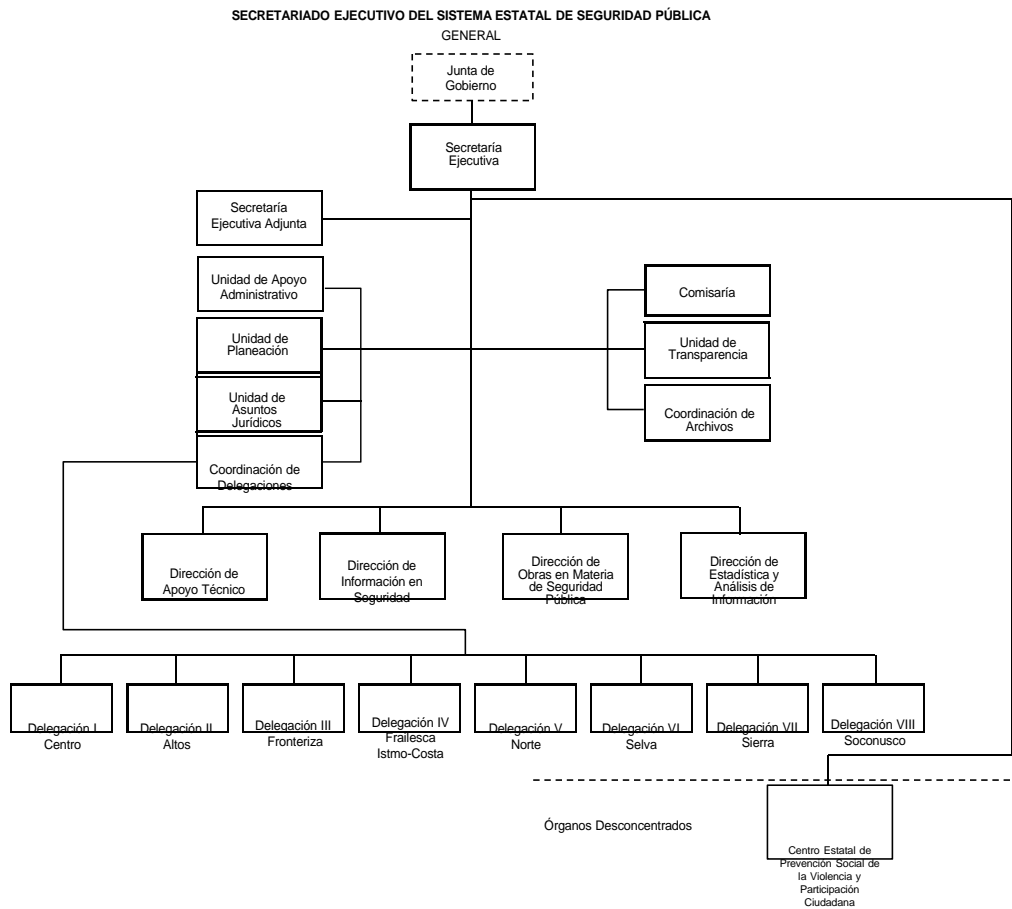 SECRETARIADO EJECUTIVO DEL SISTEMA ESTATAL DE SEGURIDAD PÚBLICA
GENERAL
Junta de
Gobierno
Secretaría
Ejecutiva
Secretaría
Ejecutiva Adjunta
Unidad de Apoyo
Administrativo
Unidad de
Planeación
Unidad de
Asuntos
Jurídicos
Coordinación de
Delegaciones
Comisaría
Unidad de
Transparencia
Coordinación de
Archivos
Dirección de
Apoyo Técnico
Dirección de
Información en
Seguridad
Dirección de
Obras en Materia
de Seguridad
Pública
Dirección de
Estadística y
Análisis de
Información
Delegación I
Centro
Delegación II
Altos
Delegación III
Fronteriza
Delegación IV
Frailesca
Istmo-Costa
Delegación V
Norte
Delegación VI
Selva
Delegación VII
Sierra
Delegación VIII
Soconusco
Órganos Desconcentrados
Centro Estatal de
Prevención Social de
la Violencia y
Participación
Ciudadana